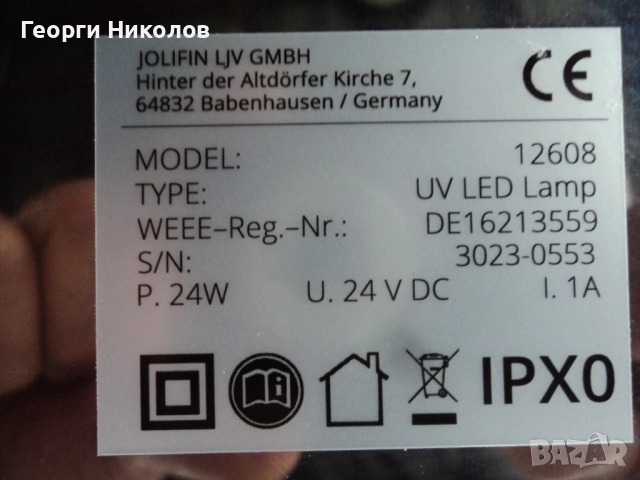 Георги Николов
JOLIFIN LJV GMBH
Hinter der Altdörfer Kirche 7,
64832 Babenhausen / Germany
CE
MODEL: 12608
TYPE: UV LED Lamp
WEEE–Reg.–Nr.: DE16213559
S/N: 3023-0553
P. 24W U. 24 V DC I. 1A
IPX0
BAZAR